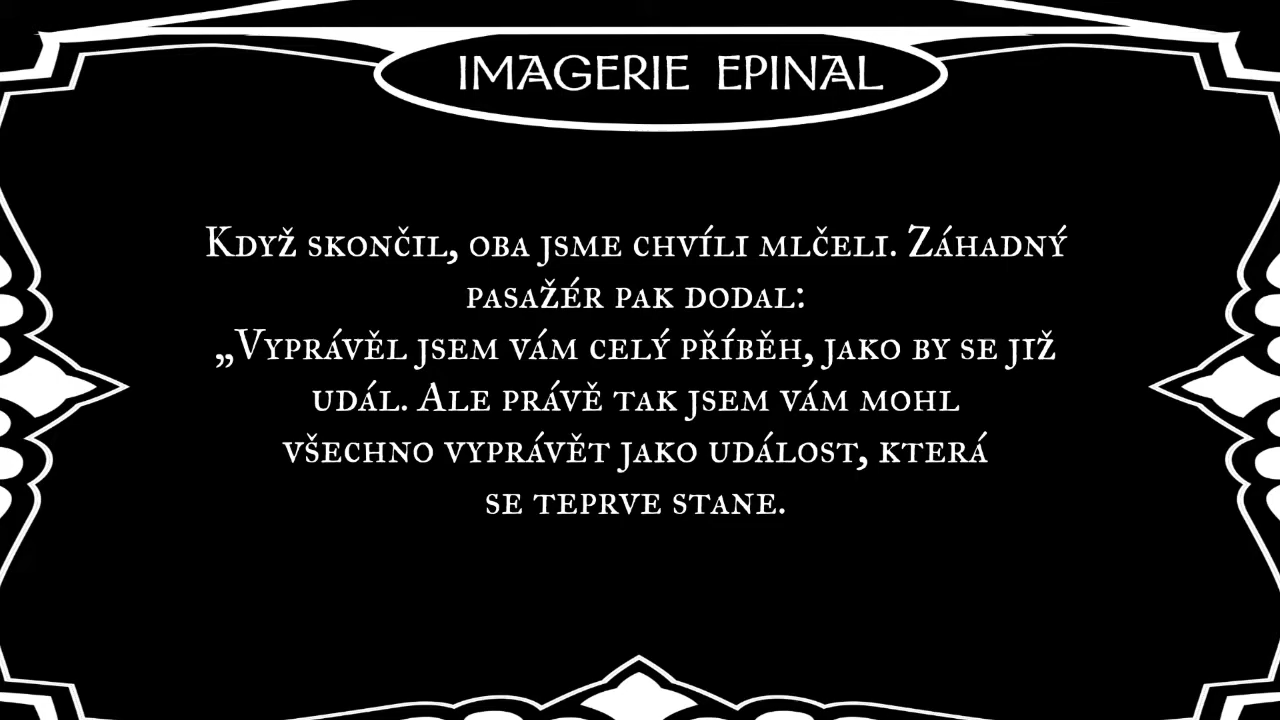 IMAGERIE EPINAL
Když skončil, oba jsme chvíli mlčeli. Záhadný
pasažér pak dodal:
„Vyprávěl jsem vám celý příběh, jako by se již
udál. Ale právě tak jsem vám mohl
všechno vyprávět jako událost, která
se teprve stane.